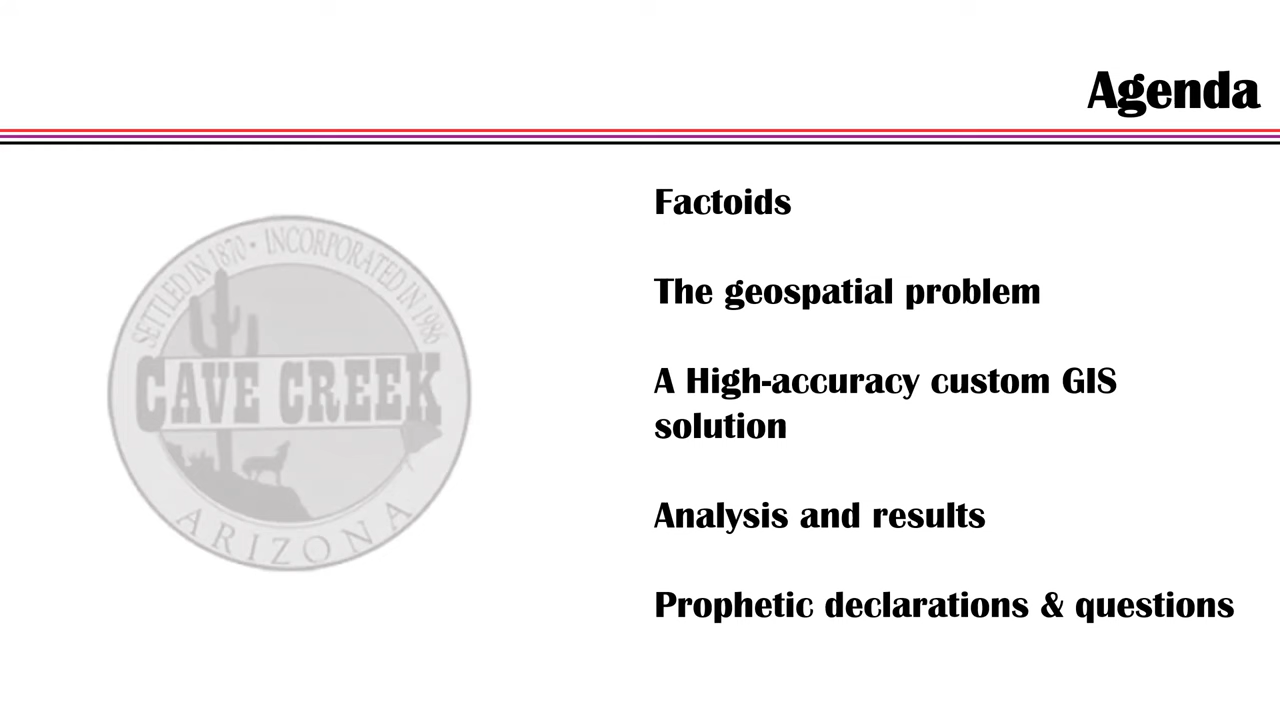 Agenda
SETTLED IN 1870 • INCORPORATED IN 1986
CAVE CREEK
ARIZONA
Factoids
The geospatial problem
A High-accuracy custom GIS
solution
Analysis and results
Prophetic declarations & questions